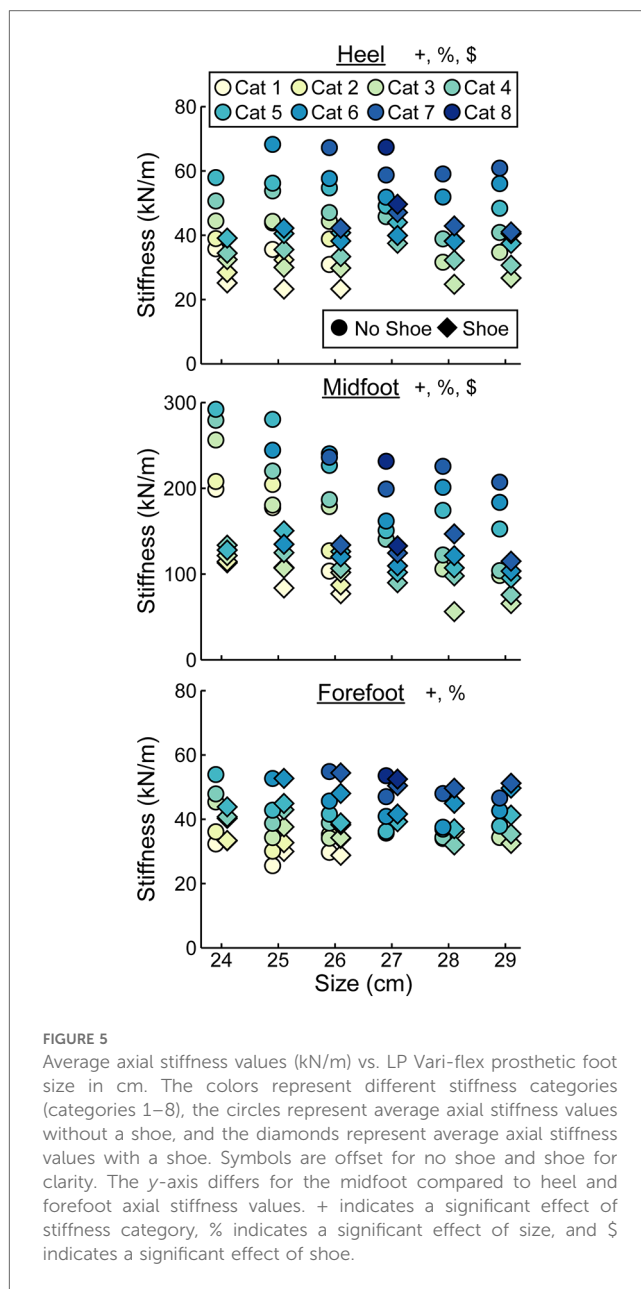 Heel +, %, $
Cat 1 Cat 2 Cat 3 Cat 4
Cat 5 Cat 6 Cat 7 Cat 8
80
60
40
20
0
Stiffness (kN/m)
No Shoe Shoe
Midfoot +, %, $
300
200
100
0
Stiffness (kN/m)
Forefoot +, %
80
60
40
20
0
Stiffness (kN/m)
24 25 26 27 28 29
Size (cm)
FIGURE 5
Average axial stiffness values (kN/m) vs. LP Vari-flex prosthetic foot
size in cm. The colors represent different stiffness categories
(categories 1–8), the circles represent average axial stiffness values
without a shoe, and the diamonds represent average axial stiffness
values with a shoe. Symbols are offset for no shoe and shoe for
clarity. The y-axis differs for the midfoot compared to heel and
forefoot axial stiffness values. + indicates a significant effect of
stiffness category, % indicates a significant effect of size, and $
indicates a significant effect of shoe.